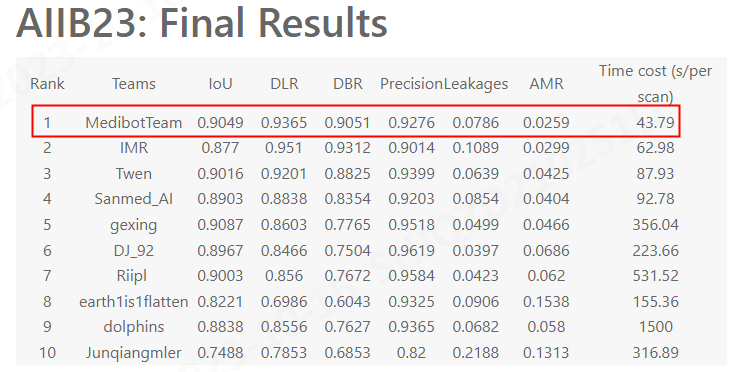 AIIB23: Final Results
Rank Teams IoU DLR DBR Precision Leakages AMR Time cost (s/per scan)
1 MedibotTeam 0.9049 0.9365 0.9051 0.9276 0.0786 0.0259 43.79
2 IMR 0.877 0.951 0.9312 0.9014 0.1089 0.0299 62.98
3 Twen 0.9016 0.9201 0.8825 0.9399 0.0639 0.0425 87.93
4 Sanmed_AI 0.8903 0.8838 0.8354 0.9203 0.0854 0.0404 92.78
5 gexing 0.9087 0.8603 0.7765 0.9518 0.0499 0.0466 356.04
6 DJ_92 0.8967 0.8466 0.7504 0.9619 0.0397 0.0686 223.66
7 Riipl 0.9003 0.856 0.7672 0.9584 0.0423 0.062 531.52
8 earth1is1flatten 0.8221 0.6986 0.6043 0.9325 0.0906 0.1538 155.36
9 dolphins 0.8838 0.8556 0.7627 0.9365 0.0682 0.058 1500
10 Junqiangmler 0.7488 0.7853 0.6853 0.82 0.2188 0.1313 316.89